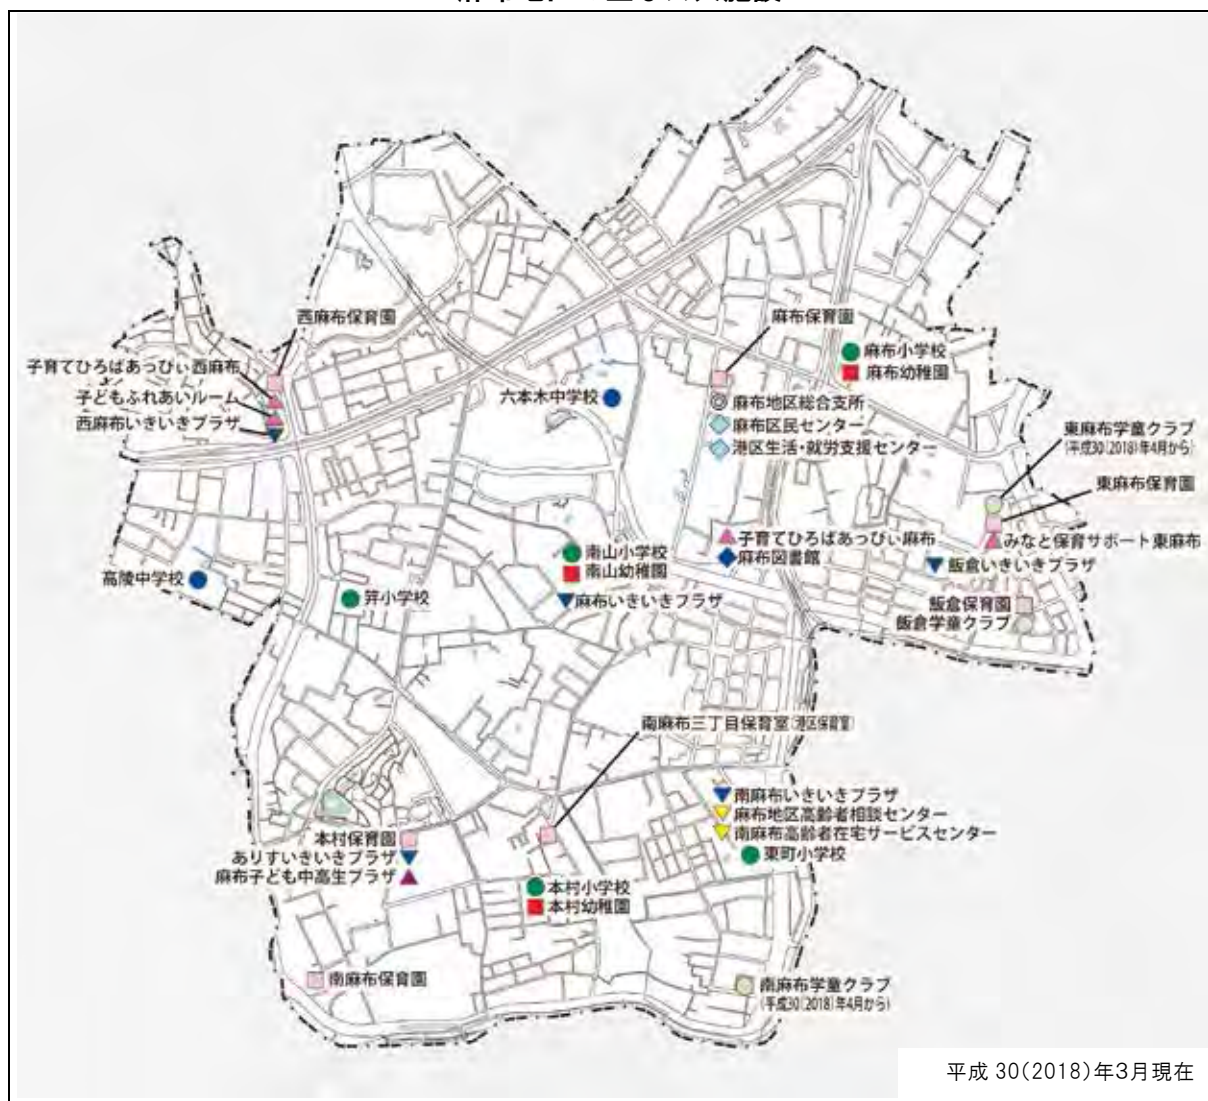 西麻布保育園
子育てひろばあっぴぃ西麻布
子どもふれあいルーム
西麻布いきいきプラザ
六本木中学校
麻布保育園
麻布地区総合支所
麻布区民センター
港区生活・就労支援センター
麻布小学校
麻布幼稚園
東麻布学童クラブ
(平成30(2018)年4月から)
東麻布保育園
みなと保育サポート東麻布
飯倉いきいきプラザ
飯倉保育園
飯倉学童クラブ
子育てひろばあっぴぃ麻布
麻布図書館
南山小学校
南山幼稚園
麻布いきいきプラザ
高陵中学校
笄小学校
南麻布三丁目保育室(港区保育室)
南麻布いきいきプラザ
麻布地区高齢者相談センター
南麻布高齢者在宅サービスセンター
東町小学校
本村保育園
ありすいきいきプラザ
麻布子ども中高生プラザ
本村小学校
本村幼稚園
南麻布保育園
南麻布学童クラブ
(平成30(2018)年4月から)
平成 30(2018)年3月現在